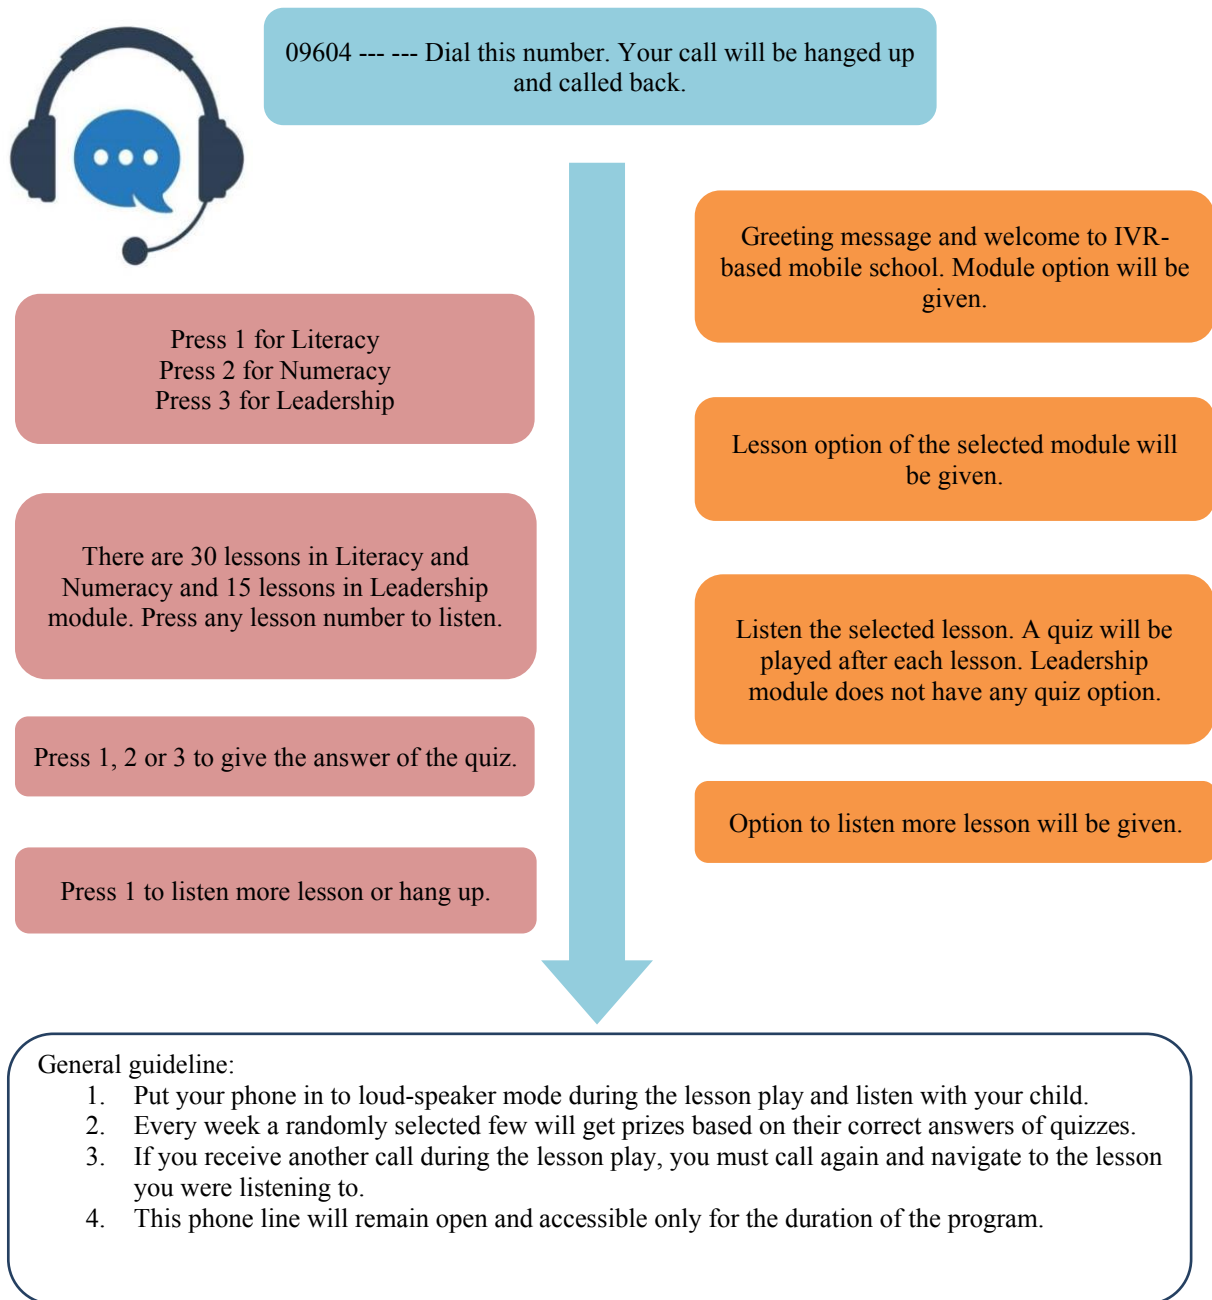 09604 --- --- Dial this number. Your call will be hanged up
and called back.
Greeting message and welcome to IVR-
based mobile school. Module option will be
given.
Press 1 for Literacy
Press 2 for Numeracy
Press 3 for Leadership
Lesson option of the selected module will
be given.
There are 30 lessons in Literacy and
Numeracy and 15 lessons in Leadership
module. Press any lesson number to listen.
Listen the selected lesson. A quiz will be
played after each lesson. Leadership
module does not have any quiz option.
Press 1, 2 or 3 to give the answer of the quiz.
Option to listen more lesson will be given.
Press 1 to listen more lesson or hang up.
General guideline:
1. Put your phone in to loud-speaker mode during the lesson play and listen with your child.
2. Every week a randomly selected few will get prizes based on their correct answers of quizzes.
3. If you receive another call during the lesson play, you must call again and navigate to the lesson
you were listening to.
4. This phone line will remain open and accessible only for the duration of the program.